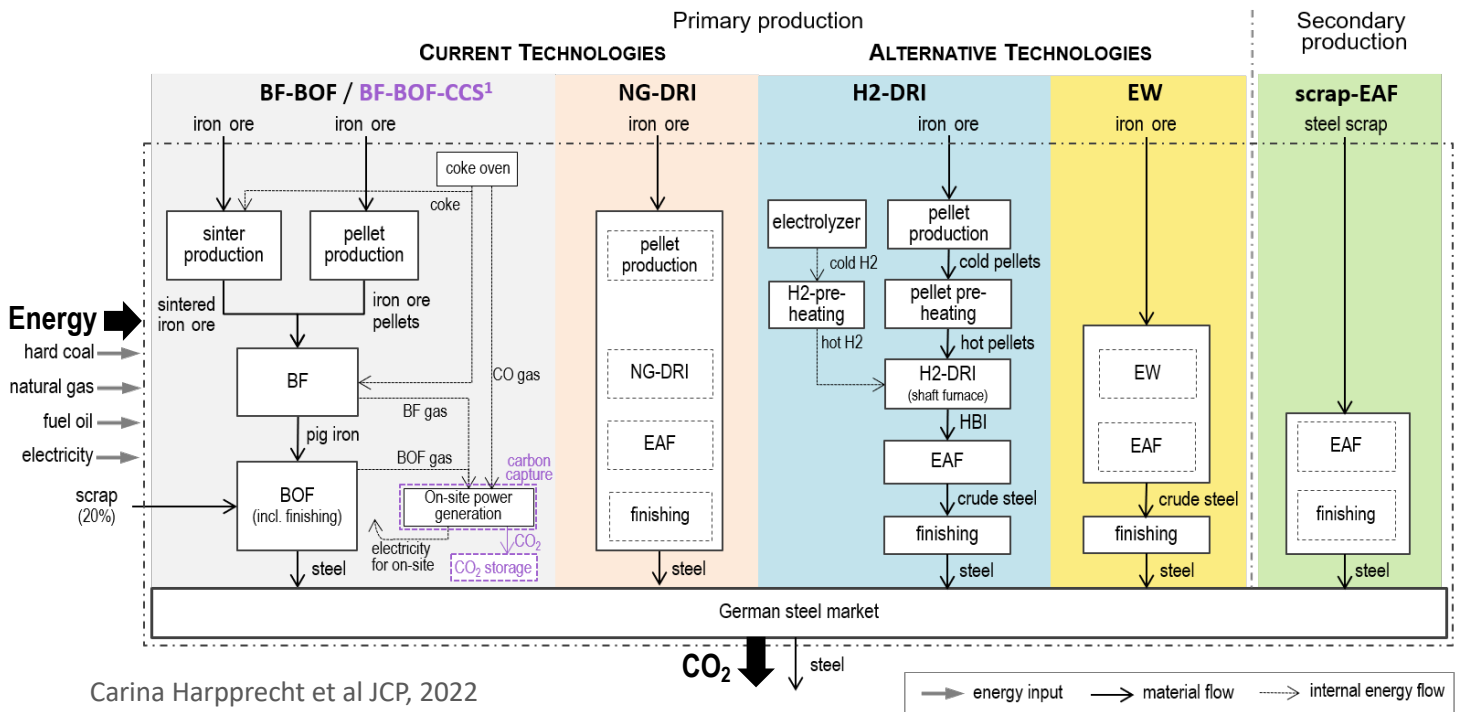 Primary production
Secondary
production
CURRENT TECHNOLOGIES
ALTERNATIVE TECHNOLOGIES
BF-BOF / BF-BOF-CCS¹
NG-DRI
H2-DRI
EW
scrap-EAF
iron ore
iron ore
iron ore
iron ore
iron ore
steel scrap
coke oven
coke
sinter
production
pellet
production
sintered
iron ore
iron ore
pellets
BF
CO gas
BF gas
pig iron
BOF gas
BOF
(incl. finishing)
carbon
capture
On-site power
generation
electricity
for on-site
CO₂
CO₂ storage
steel
Energy
hard coal
natural gas
fuel oil
electricity
scrap
(20%)
pellet
production
NG-DRI
EAF
finishing
steel
electrolyzer
cold H2
H2-pre-
heating
hot H2
pellet
production
cold pellets
pellet pre-
heating
hot pellets
H2-DRI
(shaft furnace)
HBI
EAF
crude steel
finishing
steel
EW
EAF
crude steel
finishing
steel
EAF
finishing
steel
German steel market
CO₂
steel
Carina Harpprecht et al JCP, 2022
energy input
material flow
internal energy flow